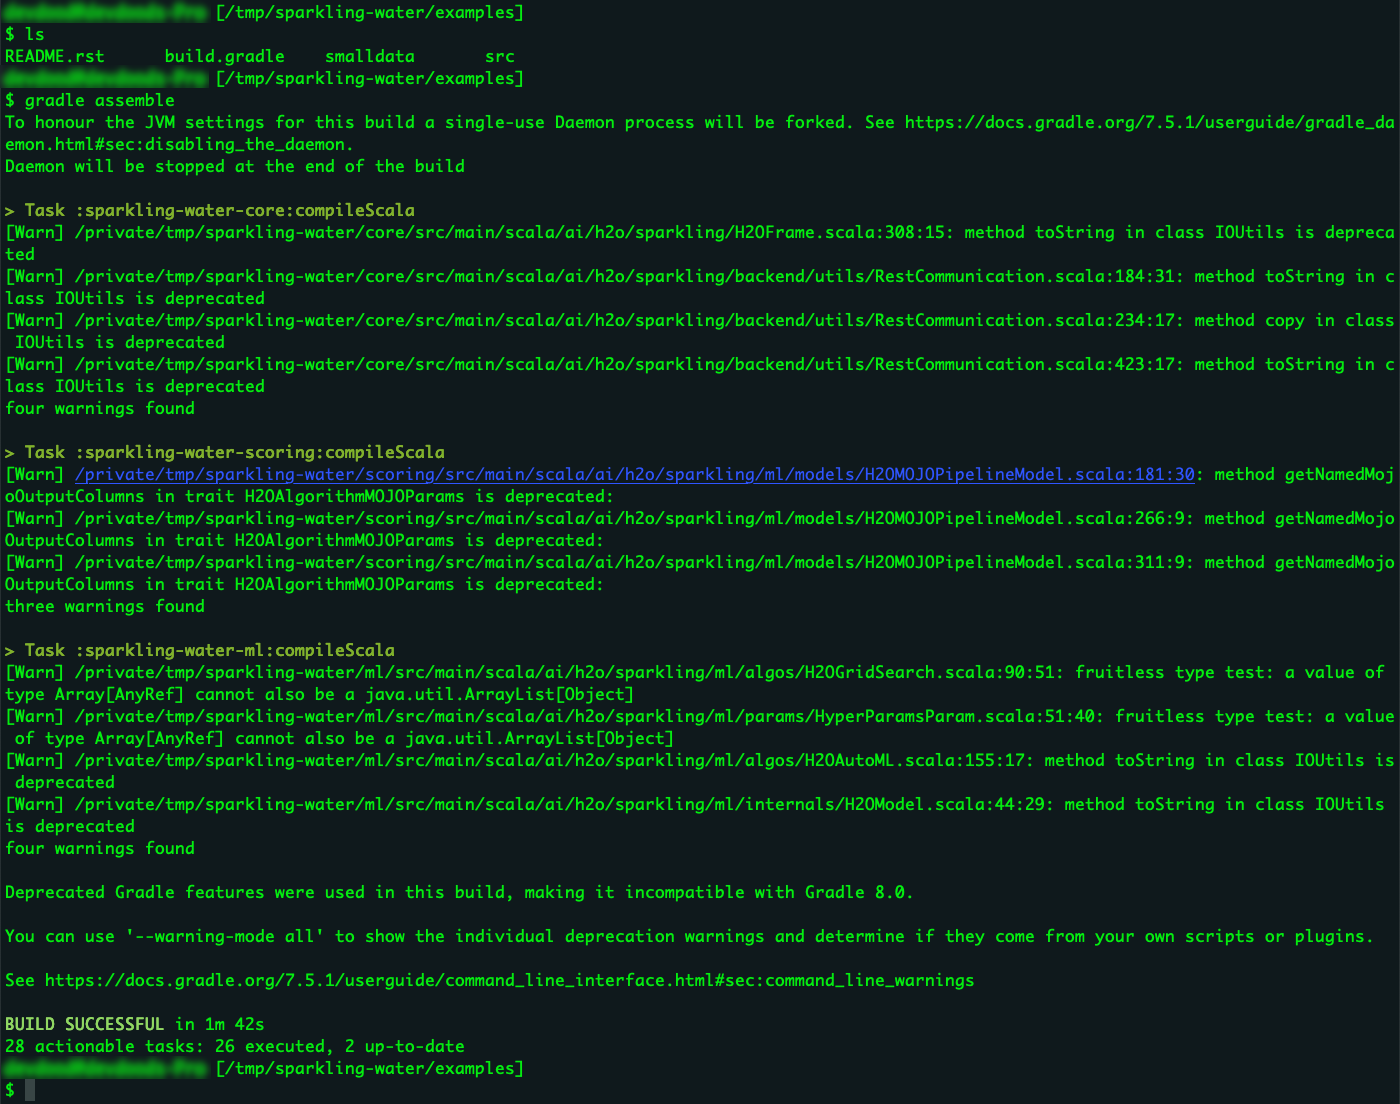 [/tmp/sparkling-water/examples]
$ ls
README.rst      build.gradle    smalldata       src
[/tmp/sparkling-water/examples]
$ gradle assemble
To honour the JVM settings for this build a single-use Daemon process will be forked. See https://docs.gradle.org/7.5.1/userguide/gradle_da
emon.html#sec:disabling_the_daemon.
Daemon will be stopped at the end of the build
> Task :sparkling-water-core:compileScala
[Warn] /private/tmp/sparkling-water/core/src/main/scala/ai/h2o/sparkling/H2OFrame.scala:308:15: method toString in class IOUtils is depreca
ted
[Warn] /private/tmp/sparkling-water/core/src/main/scala/ai/h2o/sparkling/backend/utils/RestCommunication.scala:184:31: method toString in c
lass IOUtils is deprecated
[Warn] /private/tmp/sparkling-water/core/src/main/scala/ai/h2o/sparkling/backend/utils/RestCommunication.scala:234:17: method copy in class
 IOUtils is deprecated
[Warn] /private/tmp/sparkling-water/core/src/main/scala/ai/h2o/sparkling/backend/utils/RestCommunication.scala:423:17: method toString in c
lass IOUtils is deprecated
four warnings found
> Task :sparkling-water-scoring:compileScala
[Warn] /private/tmp/sparkling-water/scoring/src/main/scala/ai/h2o/sparkling/ml/models/H2OMOJOPipelineModel.scala:181:30: method getNamedMoj
oOutputColumns in trait H2OAlgorithmMOJOParams is deprecated:
[Warn] /private/tmp/sparkling-water/scoring/src/main/scala/ai/h2o/sparkling/ml/models/H2OMOJOPipelineModel.scala:266:9: method getNamedMojo
OutputColumns in trait H2OAlgorithmMOJOParams is deprecated:
[Warn] /private/tmp/sparkling-water/scoring/src/main/scala/ai/h2o/sparkling/ml/models/H2OMOJOPipelineModel.scala:311:9: method getNamedMojo
OutputColumns in trait H2OAlgorithmMOJOParams is deprecated:
three warnings found
> Task :sparkling-water-ml:compileScala
[Warn] /private/tmp/sparkling-water/ml/src/main/scala/ai/h2o/sparkling/ml/algos/H2OGridSearch.scala:90:51: fruitless type test: a value of
type Array[AnyRef] cannot also be a java.util.ArrayList[Object]
[Warn] /private/tmp/sparkling-water/ml/src/main/scala/ai/h2o/sparkling/ml/params/HyperParamsParam.scala:51:40: fruitless type test: a value
 of type Array[AnyRef] cannot also be a java.util.ArrayList[Object]
[Warn] /private/tmp/sparkling-water/ml/src/main/scala/ai/h2o/sparkling/ml/algos/H2OAutoML.scala:155:17: method toString in class IOUtils is
 deprecated
[Warn] /private/tmp/sparkling-water/ml/src/main/scala/ai/h2o/sparkling/ml/internals/H2OModel.scala:44:29: method toString in class IOUtils
is deprecated
four warnings found
Deprecated Gradle features were used in this build, making it incompatible with Gradle 8.0.
You can use '--warning-mode all' to show the individual deprecation warnings and determine if they come from your own scripts or plugins.
See https://docs.gradle.org/7.5.1/userguide/command_line_interface.html#sec:command_line_warnings
BUILD SUCCESSFUL in 1m 42s
28 actionable tasks: 26 executed, 2 up-to-date
[/tmp/sparkling-water/examples]
$